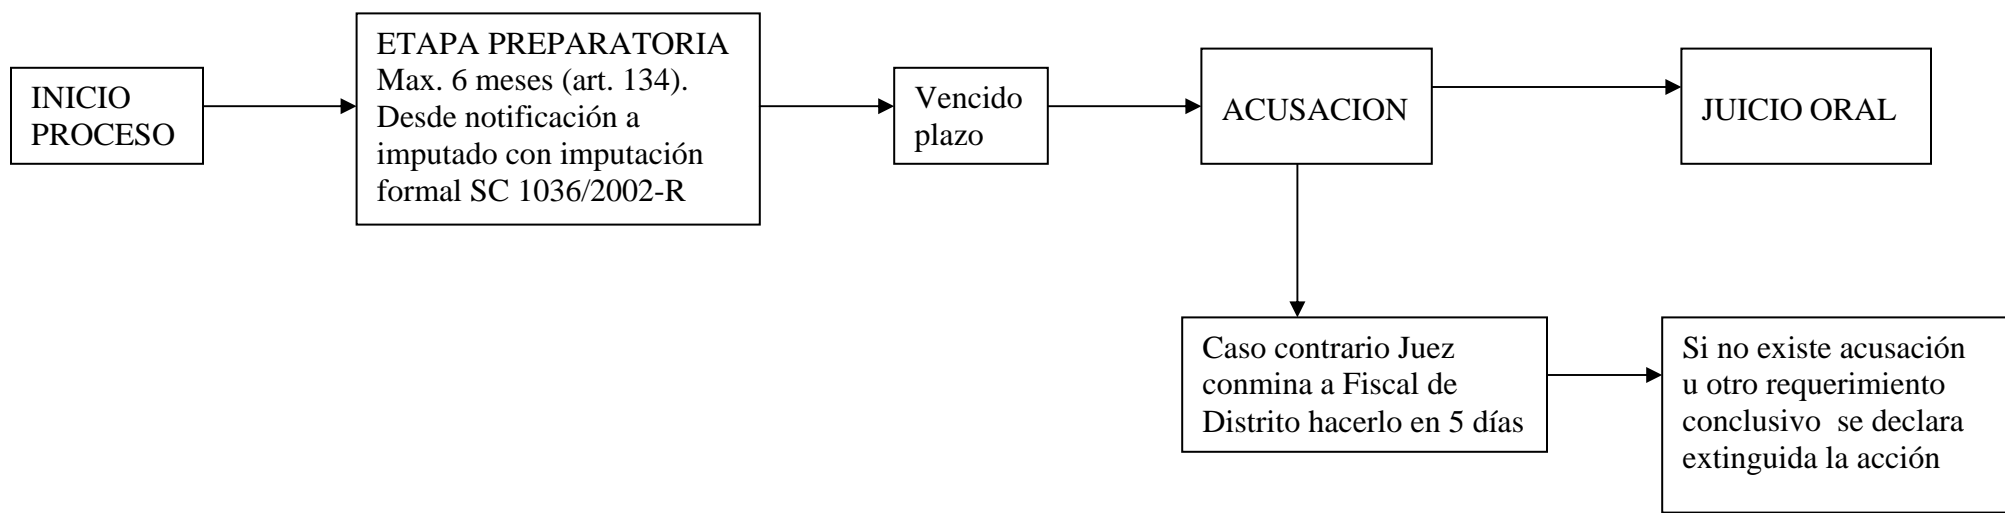 INICIO
PROCESO
ETAPA PREPARATORIA
Max. 6 meses (art. 134).
Desde notificación a
imputado con imputación
formal SC 1036/2002-R
Vencido
plazo
ACUSACION
JUICIO ORAL
Caso contrario Juez
conmina a Fiscal de
Distrito hacerlo en 5 días
Si no existe acusación
u otro requerimiento
conclusivo  se declara
extinguida la acción